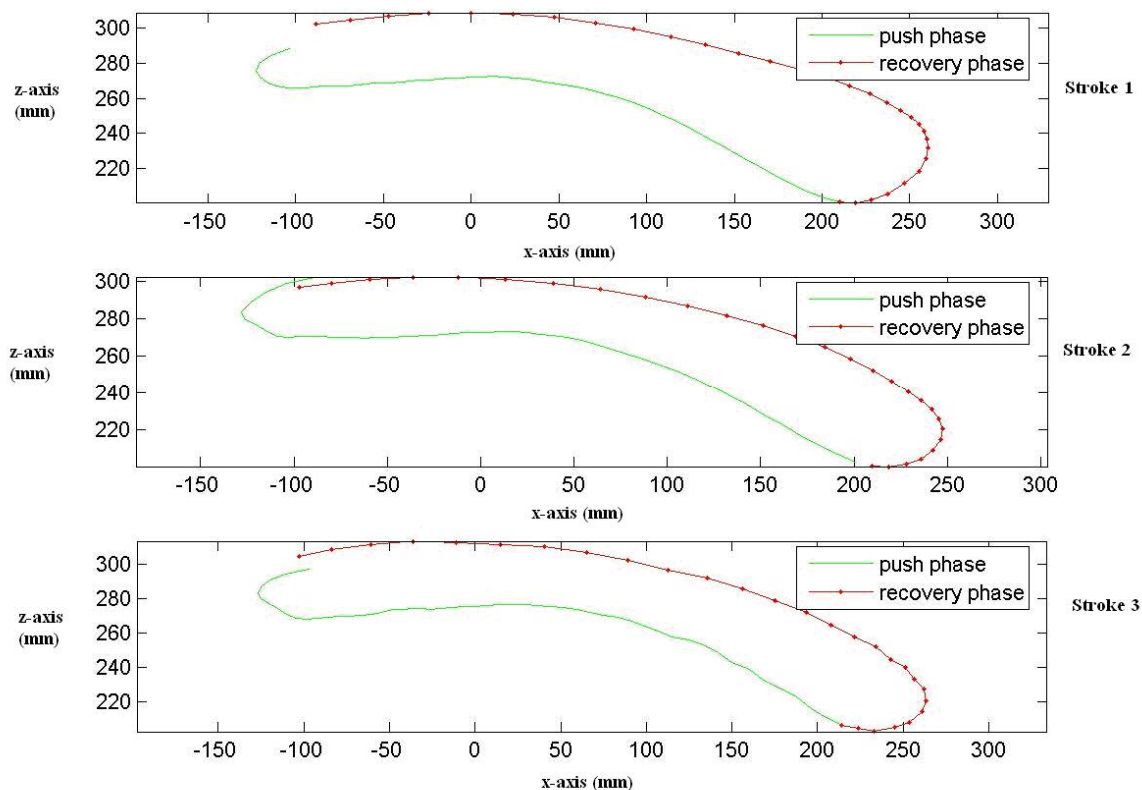 300
280
260
240
220
z-axis
(mm)
push phase
recovery phase
Stroke 1
-150 -100 -50 0 50 100 150 200 250 300
x-axis (mm)
300
280
260
240
220
z-axis
(mm)
push phase
recovery phase
Stroke 2
-150 -100 -50 0 50 100 150 200 250 300
x-axis (mm)
300
280
260
240
220
z-axis
(mm)
push phase
recovery phase
Stroke 3
-150 -100 -50 0 50 100 150 200 250 300
x-axis (mm)